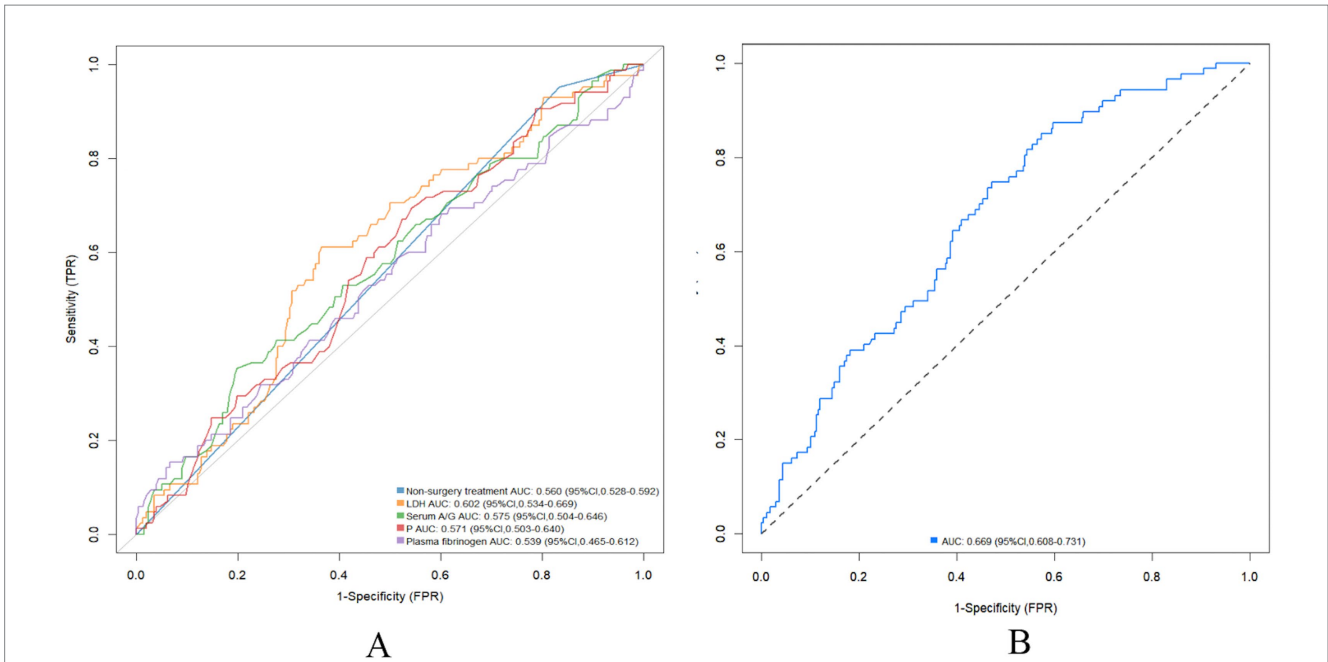 Sensitivity (TPR)
1.0
0.8
0.6
0.4
0.2
0.0
Non-surgery treatment AUC: 0.560 (95%CI,0.528-0.592)
LDH AUC: 0.602 (95%CI,0.534-0.669)
Serum A/G AUC: 0.575 (95%CI,0.504-0.646)
P AUC: 0.571 (95%CI,0.503-0.640)
Plasma fibrinogen AUC: 0.539 (95%CI,0.465-0.612)
0.0 0.2 0.4 0.6 0.8 1.0
1-Specificity (FPR)
A
1.0
0.8
0.6
0.4
0.2
0.0
AUC: 0.669 (95%CI,0.608-0.731)
0.0 0.2 0.4 0.6 0.8 1.0
1-Specificity (FPR)
B